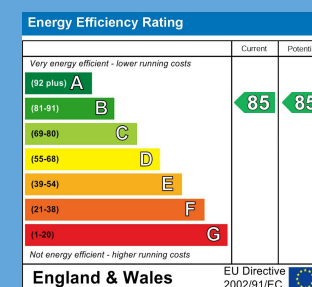 Energy Efficiency Rating
Current Potenti
Very energy efficient - lower running costs
(92 plus) A
(81-91) B
85 85
(69-80) C
(55-68) D
(39-54) E
(21-38) F
(1-20) G
Not energy efficient - higher running costs
England & Wales
EU Directive
2002/91/EC